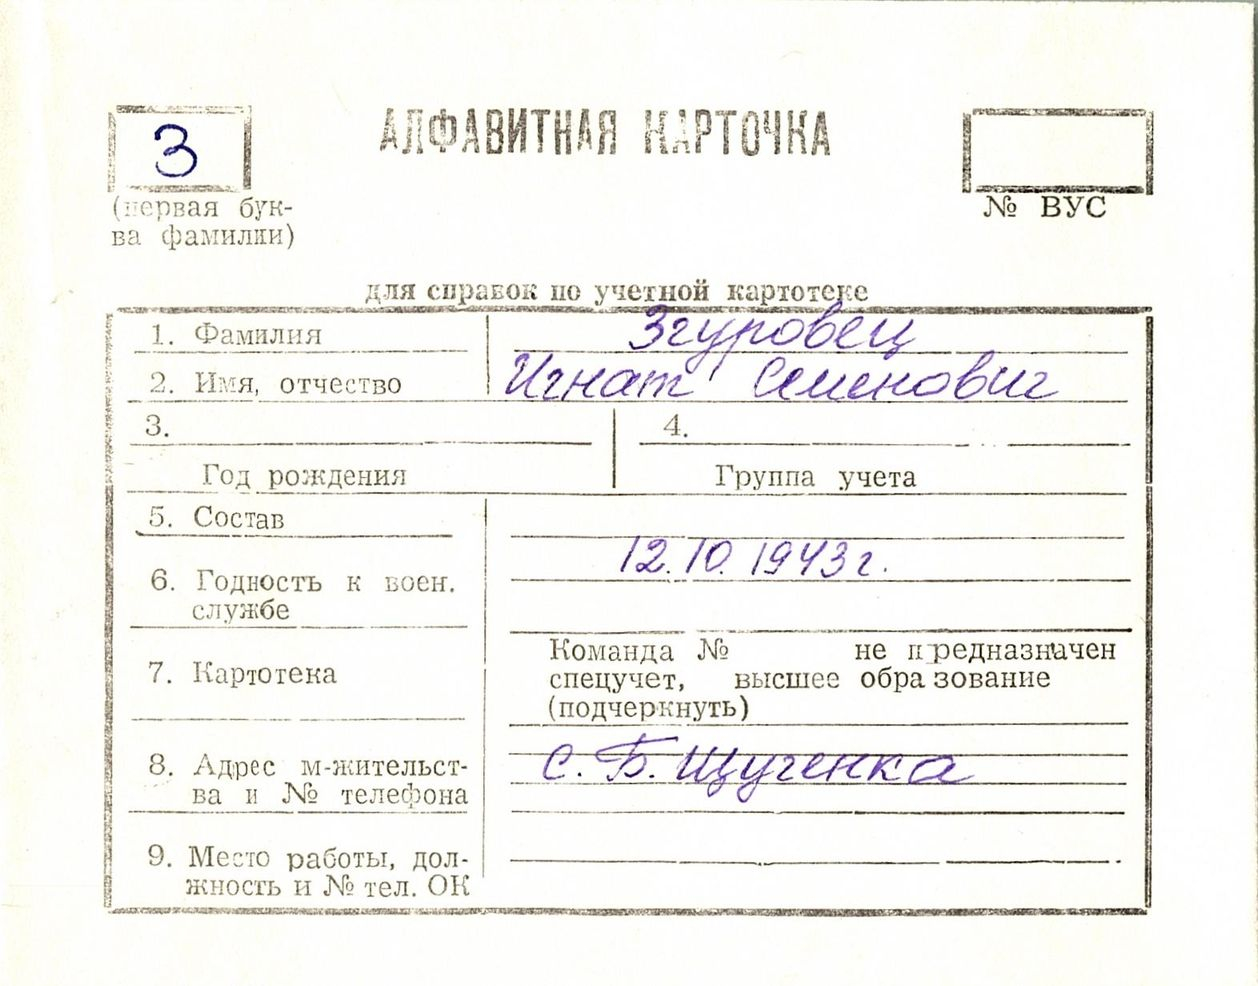 З
АЛФАВИТНАЯ КАРТОЧКА
(первая бук-
ва фамилии)
№ ВУС
для справок по учетной картотеке
1. Фамилия Згуровец
2. Имя, отчество Игнат Семенович
3. 4.
Год рождения Группа учета
5. Состав
12.10.1943г.
6. Годность к воен.
службе
Команда № не предназначен
7. Картотека
спецучет, высшее образование
(подчеркнуть)
8. Адрес м-жительст- с. Б. Щученка
ва и № телефона
9. Место работы, дол-
жность и № тел. ОК